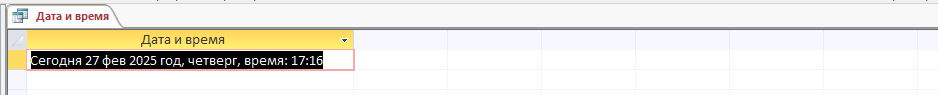 Дата и время
Дата и время
Сегодня 27 фев 2025 год, четверг, время: 17:16